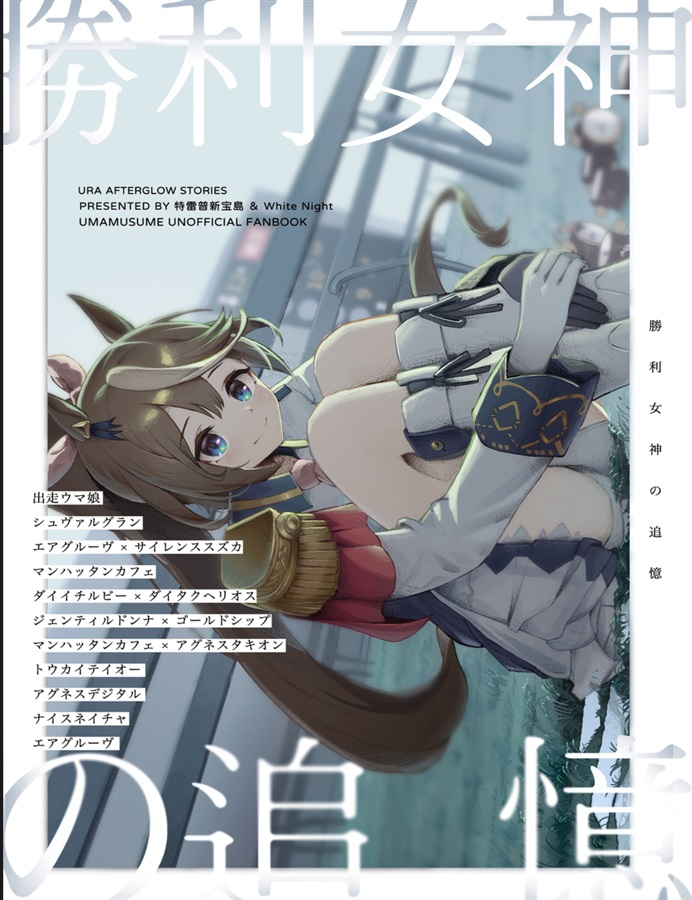 勝利女神
URA AFTERGLOW STORIES
PRESENTED BY 特雷普新宝島 & White Night
UMAMUSUME UNOFFICIAL FANBOOK
勝利女神の追憶
出走ウマ娘
シュヴァルグラン
エアグルーヴ × サイレンススズカ
マンハッタンカフェ
ダイイチルビー × ダイタクヘリオス
ジェンティルドンナ × ゴールドシップ
マンハッタンカフェ × アグネスタキオン
トウカイテイオー
アグネスデジタル
ナイスネイチャ
エアグルーヴ
の追憶